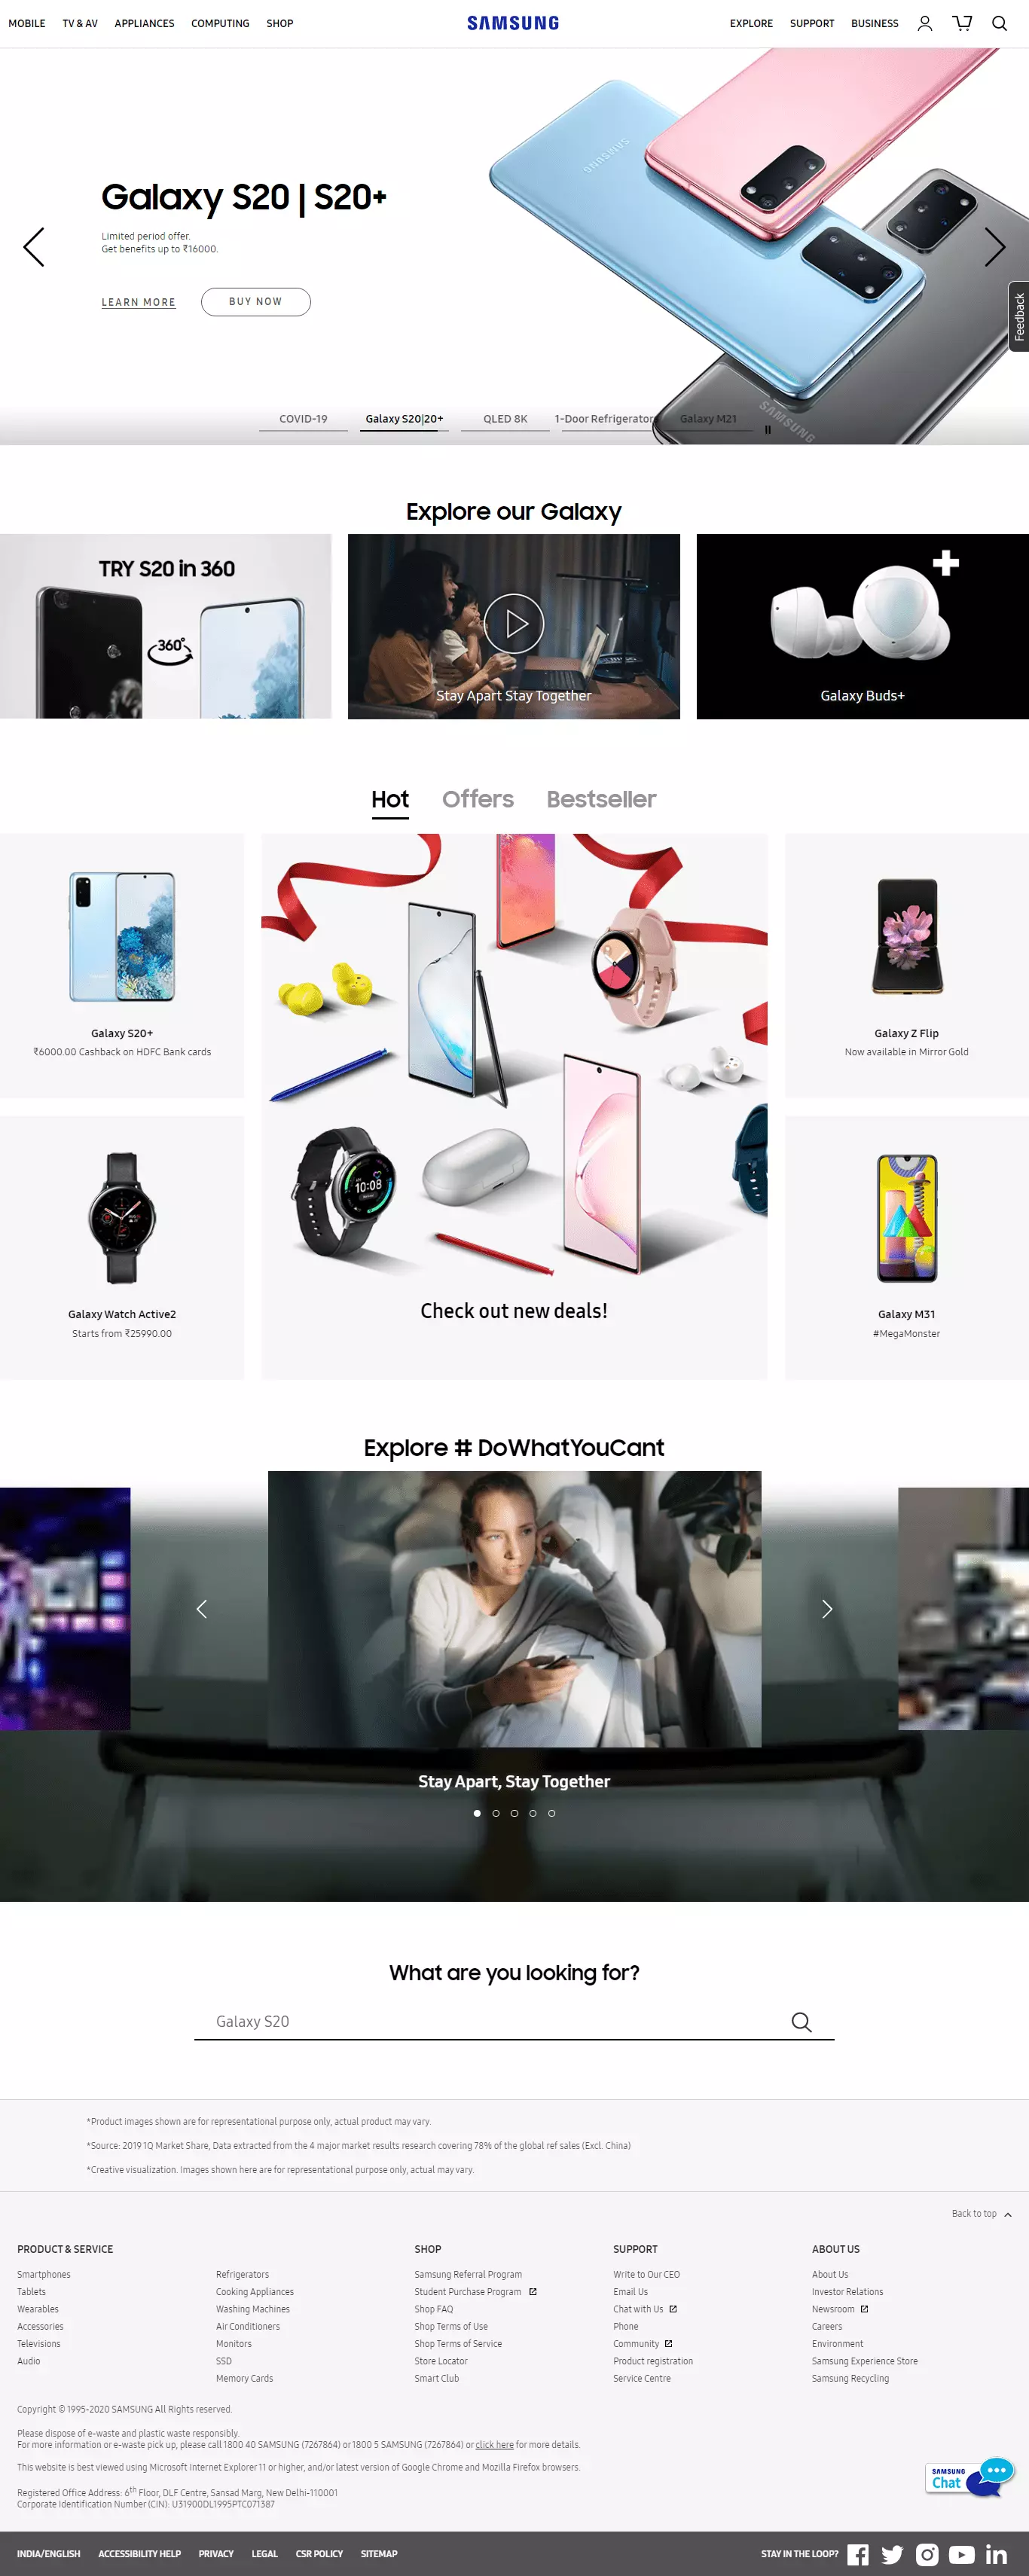 MOBILE TV & AV APPLIANCES COMPUTING SHOP SAMSUNG EXPLORE SUPPORT BUSINESS
Galaxy S20 | S20+
Limited period offer.
Get benefits up to ₹16000.
LEARN MORE BUY NOW
Feedback
SAMSUNG
SAMSUNG
COVID-19 Galaxy S20|20+ QLED 8K 1-Door Refrigerator Galaxy M21
Explore our Galaxy
TRY S20 in 360
360°
Stay Apart Stay Together
Galaxy Buds+
Hot Offers Bestseller
Galaxy S20+
₹6000.00 Cashback on HDFC Bank cards
Galaxy Z Flip
Now available in Mirror Gold
10:08
Galaxy Watch Active2
Starts from ₹25990.00
Check out new deals!
Galaxy M31
#MegaMonster
Explore # DoWhatYouCant
Stay Apart, Stay Together
What are you looking for?
Galaxy S20
*Product images shown are for representational purpose only, actual product may vary.
*Source: 2019 1Q Market Share, Data extracted from the 4 major market results research covering 78% of the global ref sales (Excl. China)
*Creative visualization. Images shown here are for representational purpose only, actual may vary.
Back to top
PRODUCT & SERVICE
Smartphones
Tablets
Wearables
Accessories
Televisions
Audio
Refrigerators
Cooking Appliances
Washing Machines
Air Conditioners
Monitors
SSD
Memory Cards
SHOP
Samsung Referral Program
Student Purchase Program
Shop FAQ
Shop Terms of Use
Shop Terms of Service
Store Locator
Smart Club
SUPPORT
Write to Our CEO
Email Us
Chat with Us
Phone
Community
Product registration
Service Centre
ABOUT US
About Us
Investor Relations
Newsroom
Careers
Environment
Samsung Experience Store
Samsung Recycling
Copyright © 1995-2020 SAMSUNG All Rights reserved.
Please dispose of e-waste and plastic waste responsibly.
For more information or e-waste pick up, please call 1800 40 SAMSUNG (7267864) or 1800 5 SAMSUNG (7267864) or click here for more details.
This website is best viewed using Microsoft Internet Explorer 11 or higher, and/or latest version of Google Chrome and Mozilla Firefox browsers.
Registered Office Address: 6th Floor, DLF Centre, Sansad Marg, New Delhi-110001
Corporate Identification Number (CIN): U31900DL1995PTC071387
SAMSUNG
Chat
INDIA/ENGLISH ACCESSIBILITY HELP PRIVACY LEGAL CSR POLICY SITEMAP STAY IN THE LOOP?